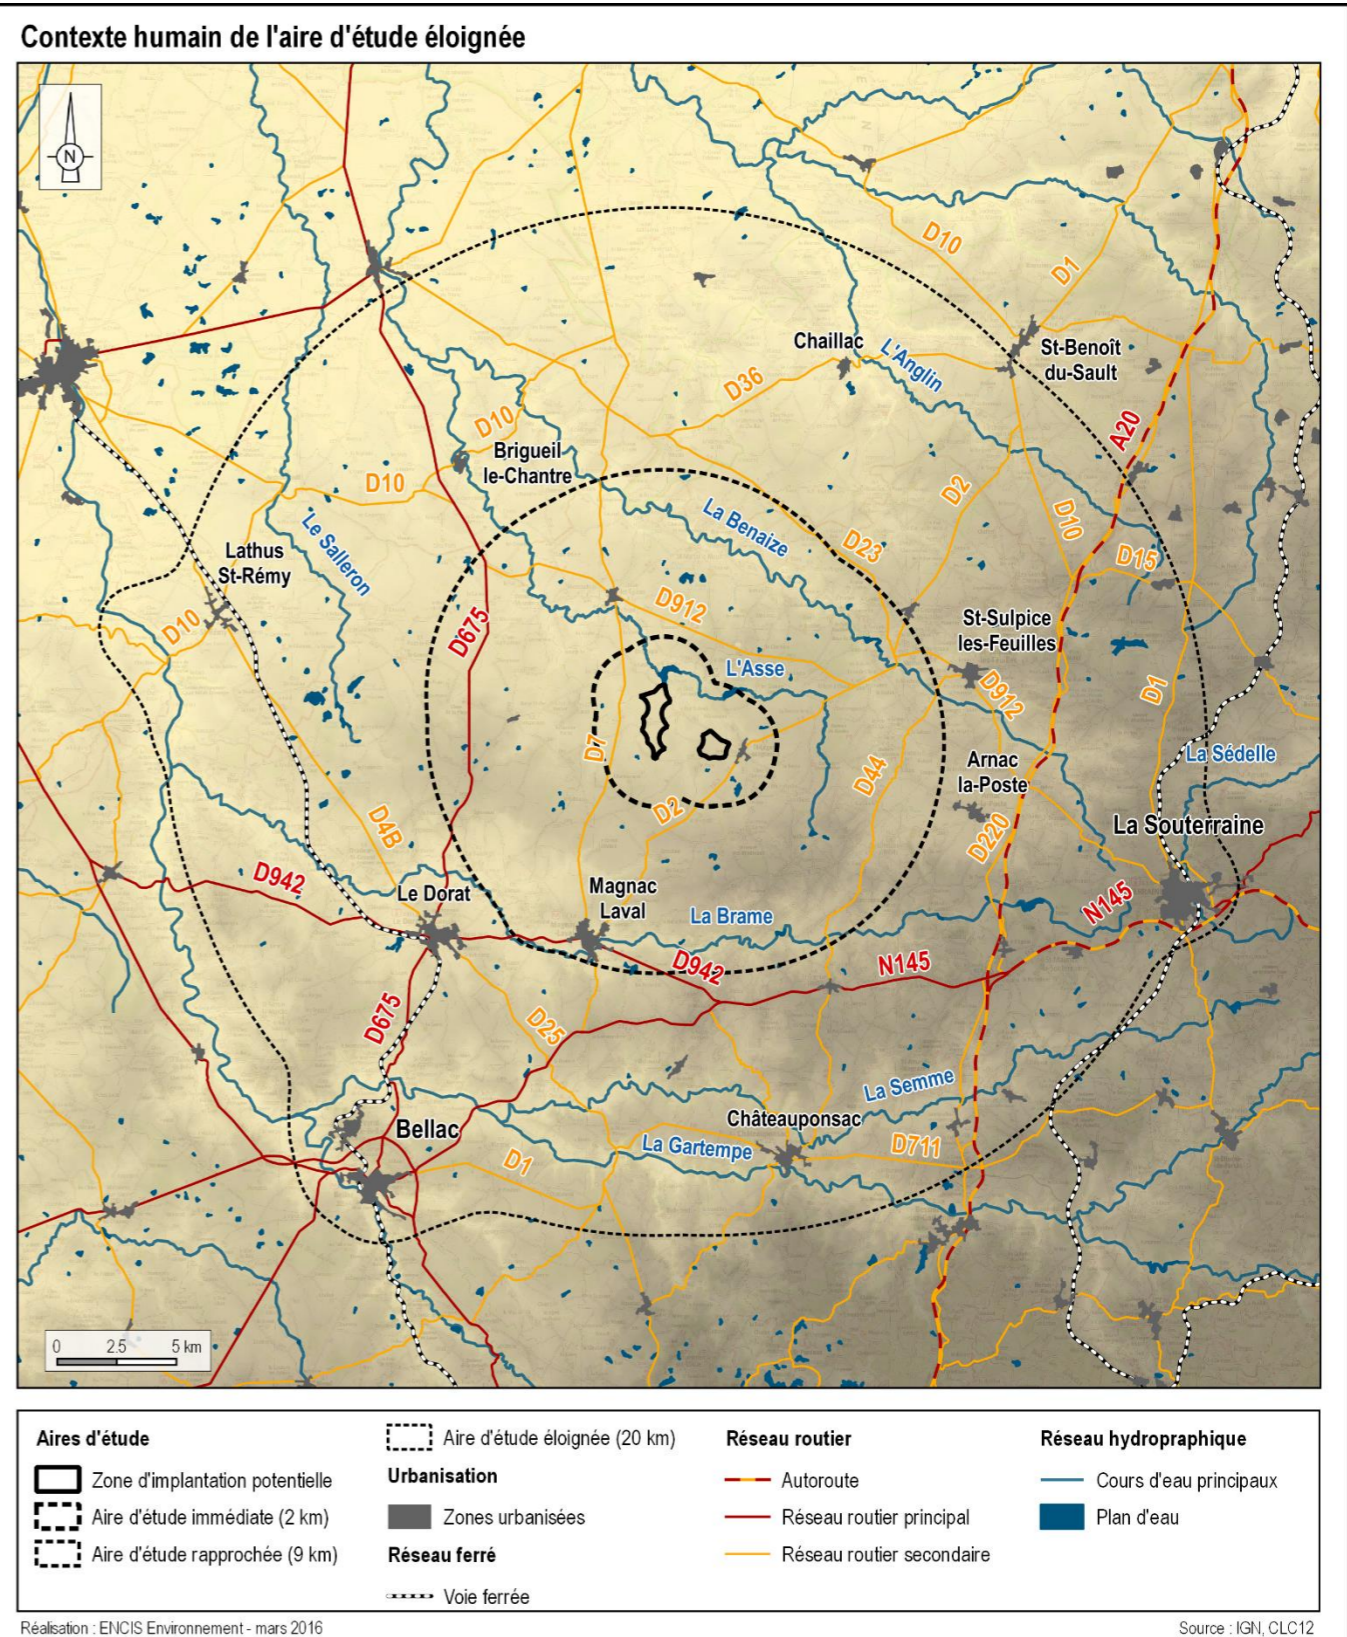 Contexte humain de l'aire d'étude éloignée
N
D10
D1
Chaillac
L'Anglin
St-Benoît
du-Sault
D36
A20
D10
Brigueil
le-Chantre
D10
D2
D10
Le Salleron
La Benaize
D23
D15
Lathus
St-Rémy
D10
D675
D912
St-Sulpice
les-Feuilles
L'Asse
D912
D1
D7
La Sédelle
Arnac
la-Poste
D44
D2
D4B
D220
La Souterraine
D942
Le Dorat
Magnac
Laval
La Brame
N145
D942
N145
D675
D25
La Semme
Châteauponsac
Bellac
La Gartempe
D711
D1
0 2.5 5 km
Aires d'étude
Zone d'implantation potentielle
Aire d'étude immédiate (2 km)
Aire d'étude rapprochée (9 km)
Aire d'étude éloignée (20 km)
Urbanisation
Zones urbanisées
Réseau ferré
Voie ferrée
Réseau routier
Autoroute
Réseau routier principal
Réseau routier secondaire
Réseau hydropraphique
Cours d'eau principaux
Plan d'eau
Réalisation : ENCIS Environnement - mars 2016
Source : IGN, CLC12